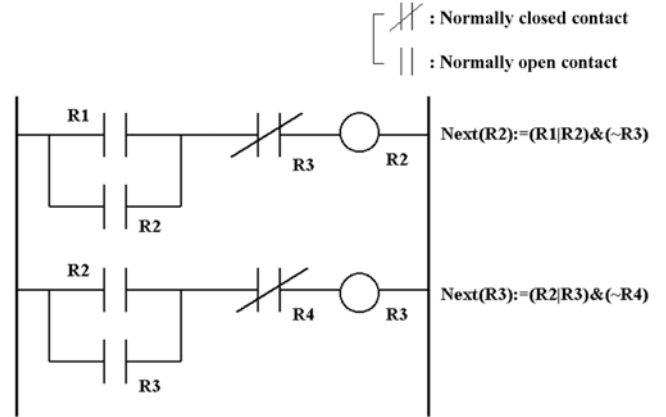 : Normally closed contact
: Normally open contact
R1
R3
R2
Next(R2):=(R1|R2)&(~R3)
R2
R2
R4
R3
Next(R3):=(R2|R3)&(~R4)
R3